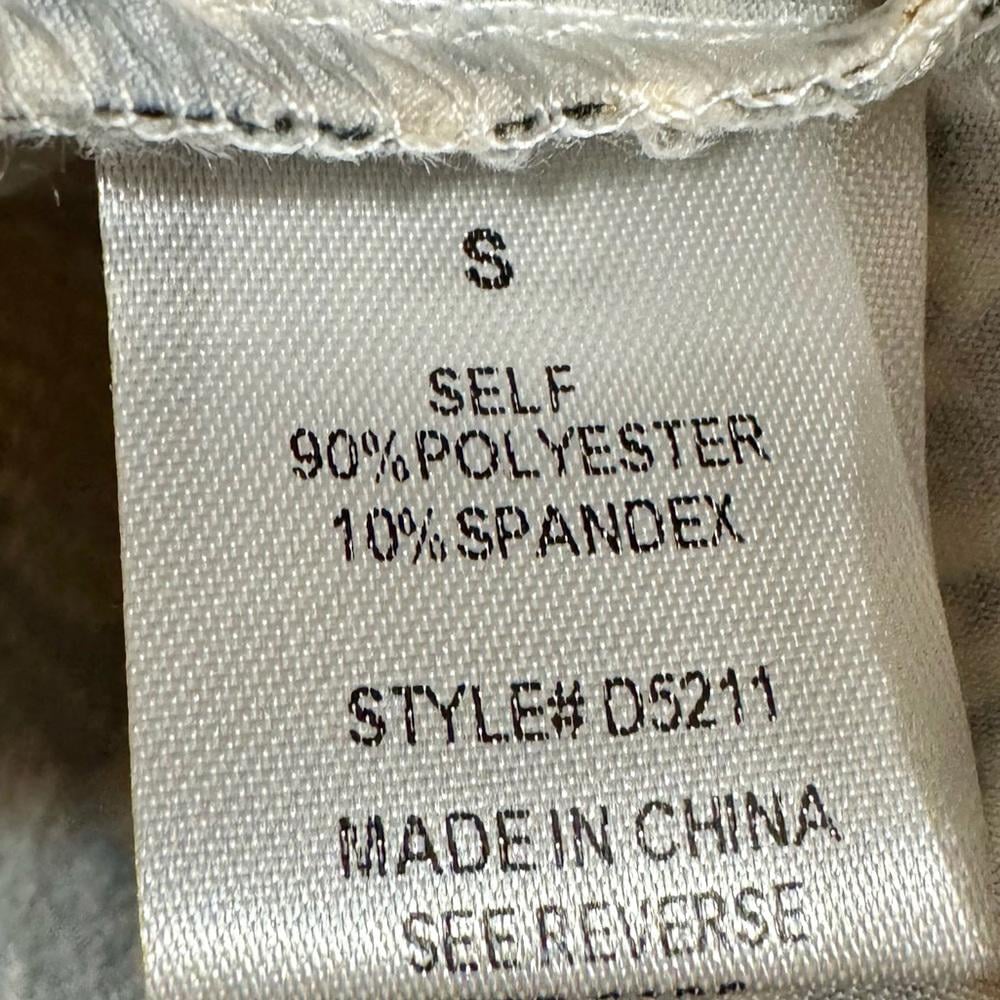 S
SELF
90%POLYESTER
10%SPANDEX
STYLE# D5211
MADE IN CHINA
SEE REVERSE